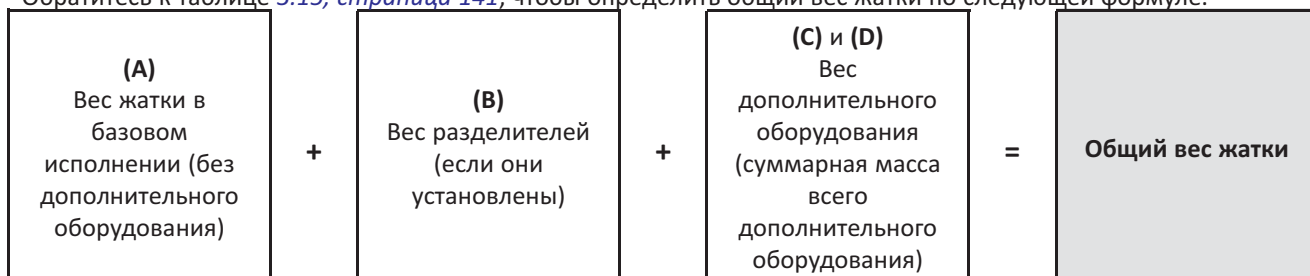 Обратитесь к таблице 3.15, страница 141, чтобы определить общий вес жатки по следующей формуле:
(A)
Вес жатки в
базовом
исполнении (без
дополнительного
оборудования)
+
(B)
Вес разделителей
(если они
установлены)
+
(C) и (D)
Вес
дополнительного
оборудования
(суммарная масса
всего
дополнительного
оборудования)
=
Общий вес жатки